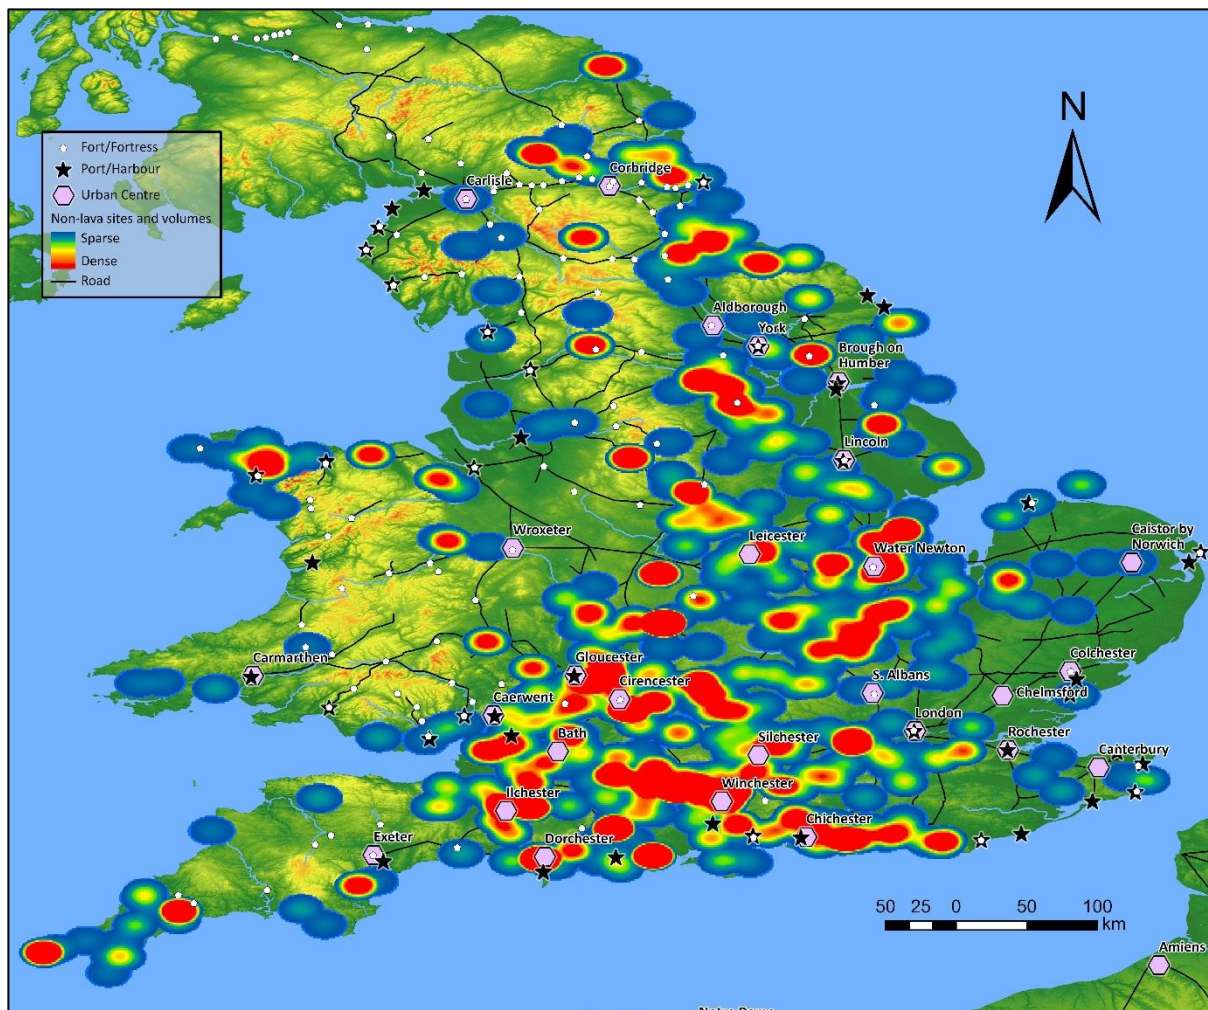 N
Fort/Fortress
Port/Harbour
Urban Centre
Non-lava sites and volumes
Sparse
Dense
Road
Carlisle
Corbridge
Aldborough
York
Brough on
Humber
Lincoln
Wroxeter
Leicester
Water Newton
Caistor by
Norwich
Carmarthen
Gloucester
Cirencester
Caerwent
S. Albans
Colchester
Chelmsford
London
Rochester
Canterbury
Bath
Silchester
Winchester
Ilchester
Chichester
Dorchester
Exeter
50 25 0 50 100
km
Amiens